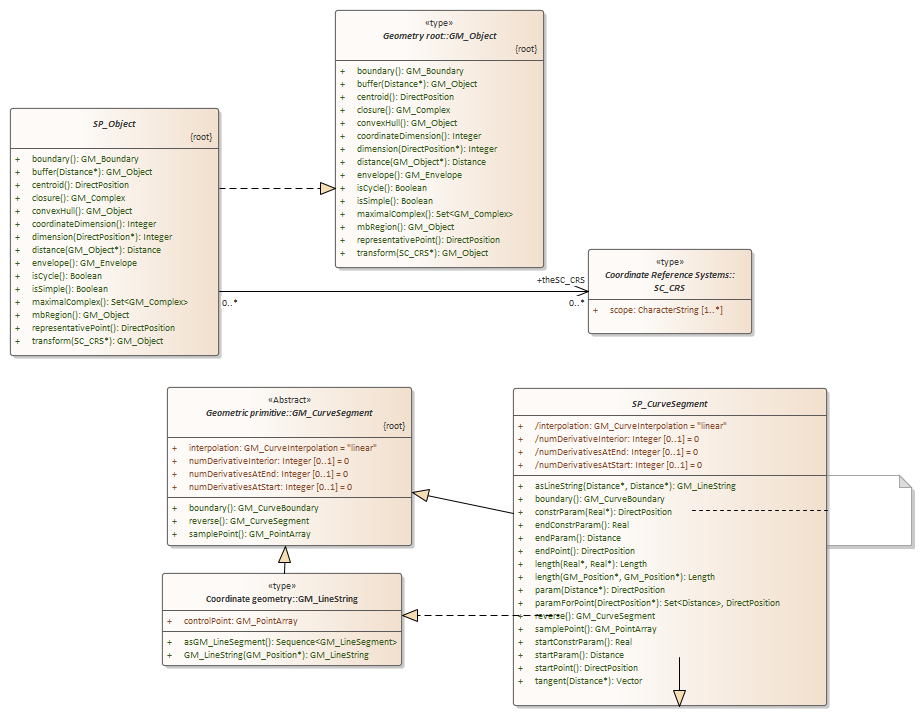 «type»
Geometry root::GM_Object
{root}
+ boundary(): GM_Boundary
+ buffer(Distance*): GM_Object
+ centroid(): DirectPosition
+ closure(): GM_Complex
+ convexHull(): GM_Object
+ coordinateDimension(): Integer
+ dimension(DirectPosition*): Integer
+ distance(GM_Object*): Distance
+ envelope(): GM_Envelope
+ isCycle(): Boolean
+ isSimple(): Boolean
+ maximalComplex(): Set<GM_Complex>
+ mbRegion(): GM_Object
+ representativePoint(): DirectPosition
+ transform(SC_CRS*): GM_Object
SP_Object
{root}
+ boundary(): GM_Boundary
+ buffer(Distance*): GM_Object
+ centroid(): DirectPosition
+ closure(): GM_Complex
+ convexHull(): GM_Object
+ coordinateDimension(): Integer
+ dimension(DirectPosition*): Integer
+ distance(GM_Object*): Distance
+ envelope(): GM_Envelope
+ isCycle(): Boolean
+ isSimple(): Boolean
+ maximalComplex(): Set<GM_Complex>
+ mbRegion(): GM_Object
+ representativePoint(): DirectPosition
+ transform(SC_CRS*): GM_Object
+theSC_CRS
0..*
0..*
«type»
Coordinate Reference Systems::
SC_CRS
+ scope: CharacterString [1..*]
«Abstract»
Geometric primitive::GM_CurveSegment
{root}
+ interpolation: GM_CurveInterpolation = "linear"
+ numDerivativeInterior: Integer [0..1] = 0
+ numDerivativesAtEnd: Integer [0..1] = 0
+ numDerivativesAtStart: Integer [0..1] = 0
+ boundary(): GM_CurveBoundary
+ reverse(): GM_CurveSegment
+ samplePoint(): GM_PointArray
«type»
Coordinate geometry::GM_LineString
+ controlPoint: GM_PointArray
+ asGM_LineSegment(): Sequence<GM_LineSegment>
+ GM_LineString(GM_Position*): GM_LineString
SP_CurveSegment
+ /interpolation: GM_CurveInterpolation = "linear"
+ /numDerivativeInterior: Integer [0..1] = 0
+ /numDerivativesAtEnd: Integer [0..1] = 0
+ /numDerivativesAtStart: Integer [0..1] = 0
+ asLineString(Distance*, Distance*): GM_LineString
+ boundary(): GM_CurveBoundary
+ constrParam(Real*): DirectPosition
+ endConstrParam(): Real
+ endParam(): Distance
+ endPoint(): DirectPosition
+ length(Real*, Real*): Length
+ length(GM_Position*, GM_Position*): Length
+ param(Distance*): DirectPosition
+ paramForPoint(DirectPosition*): Set<Distance>, DirectPosition
+ reverse(): GM_CurveSegment
+ samplePoint(): GM_PointArray
+ startConstrParam(): Real
+ startParam(): Distance
+ startPoint(): DirectPosition
+ tangent(Distance*): Vector